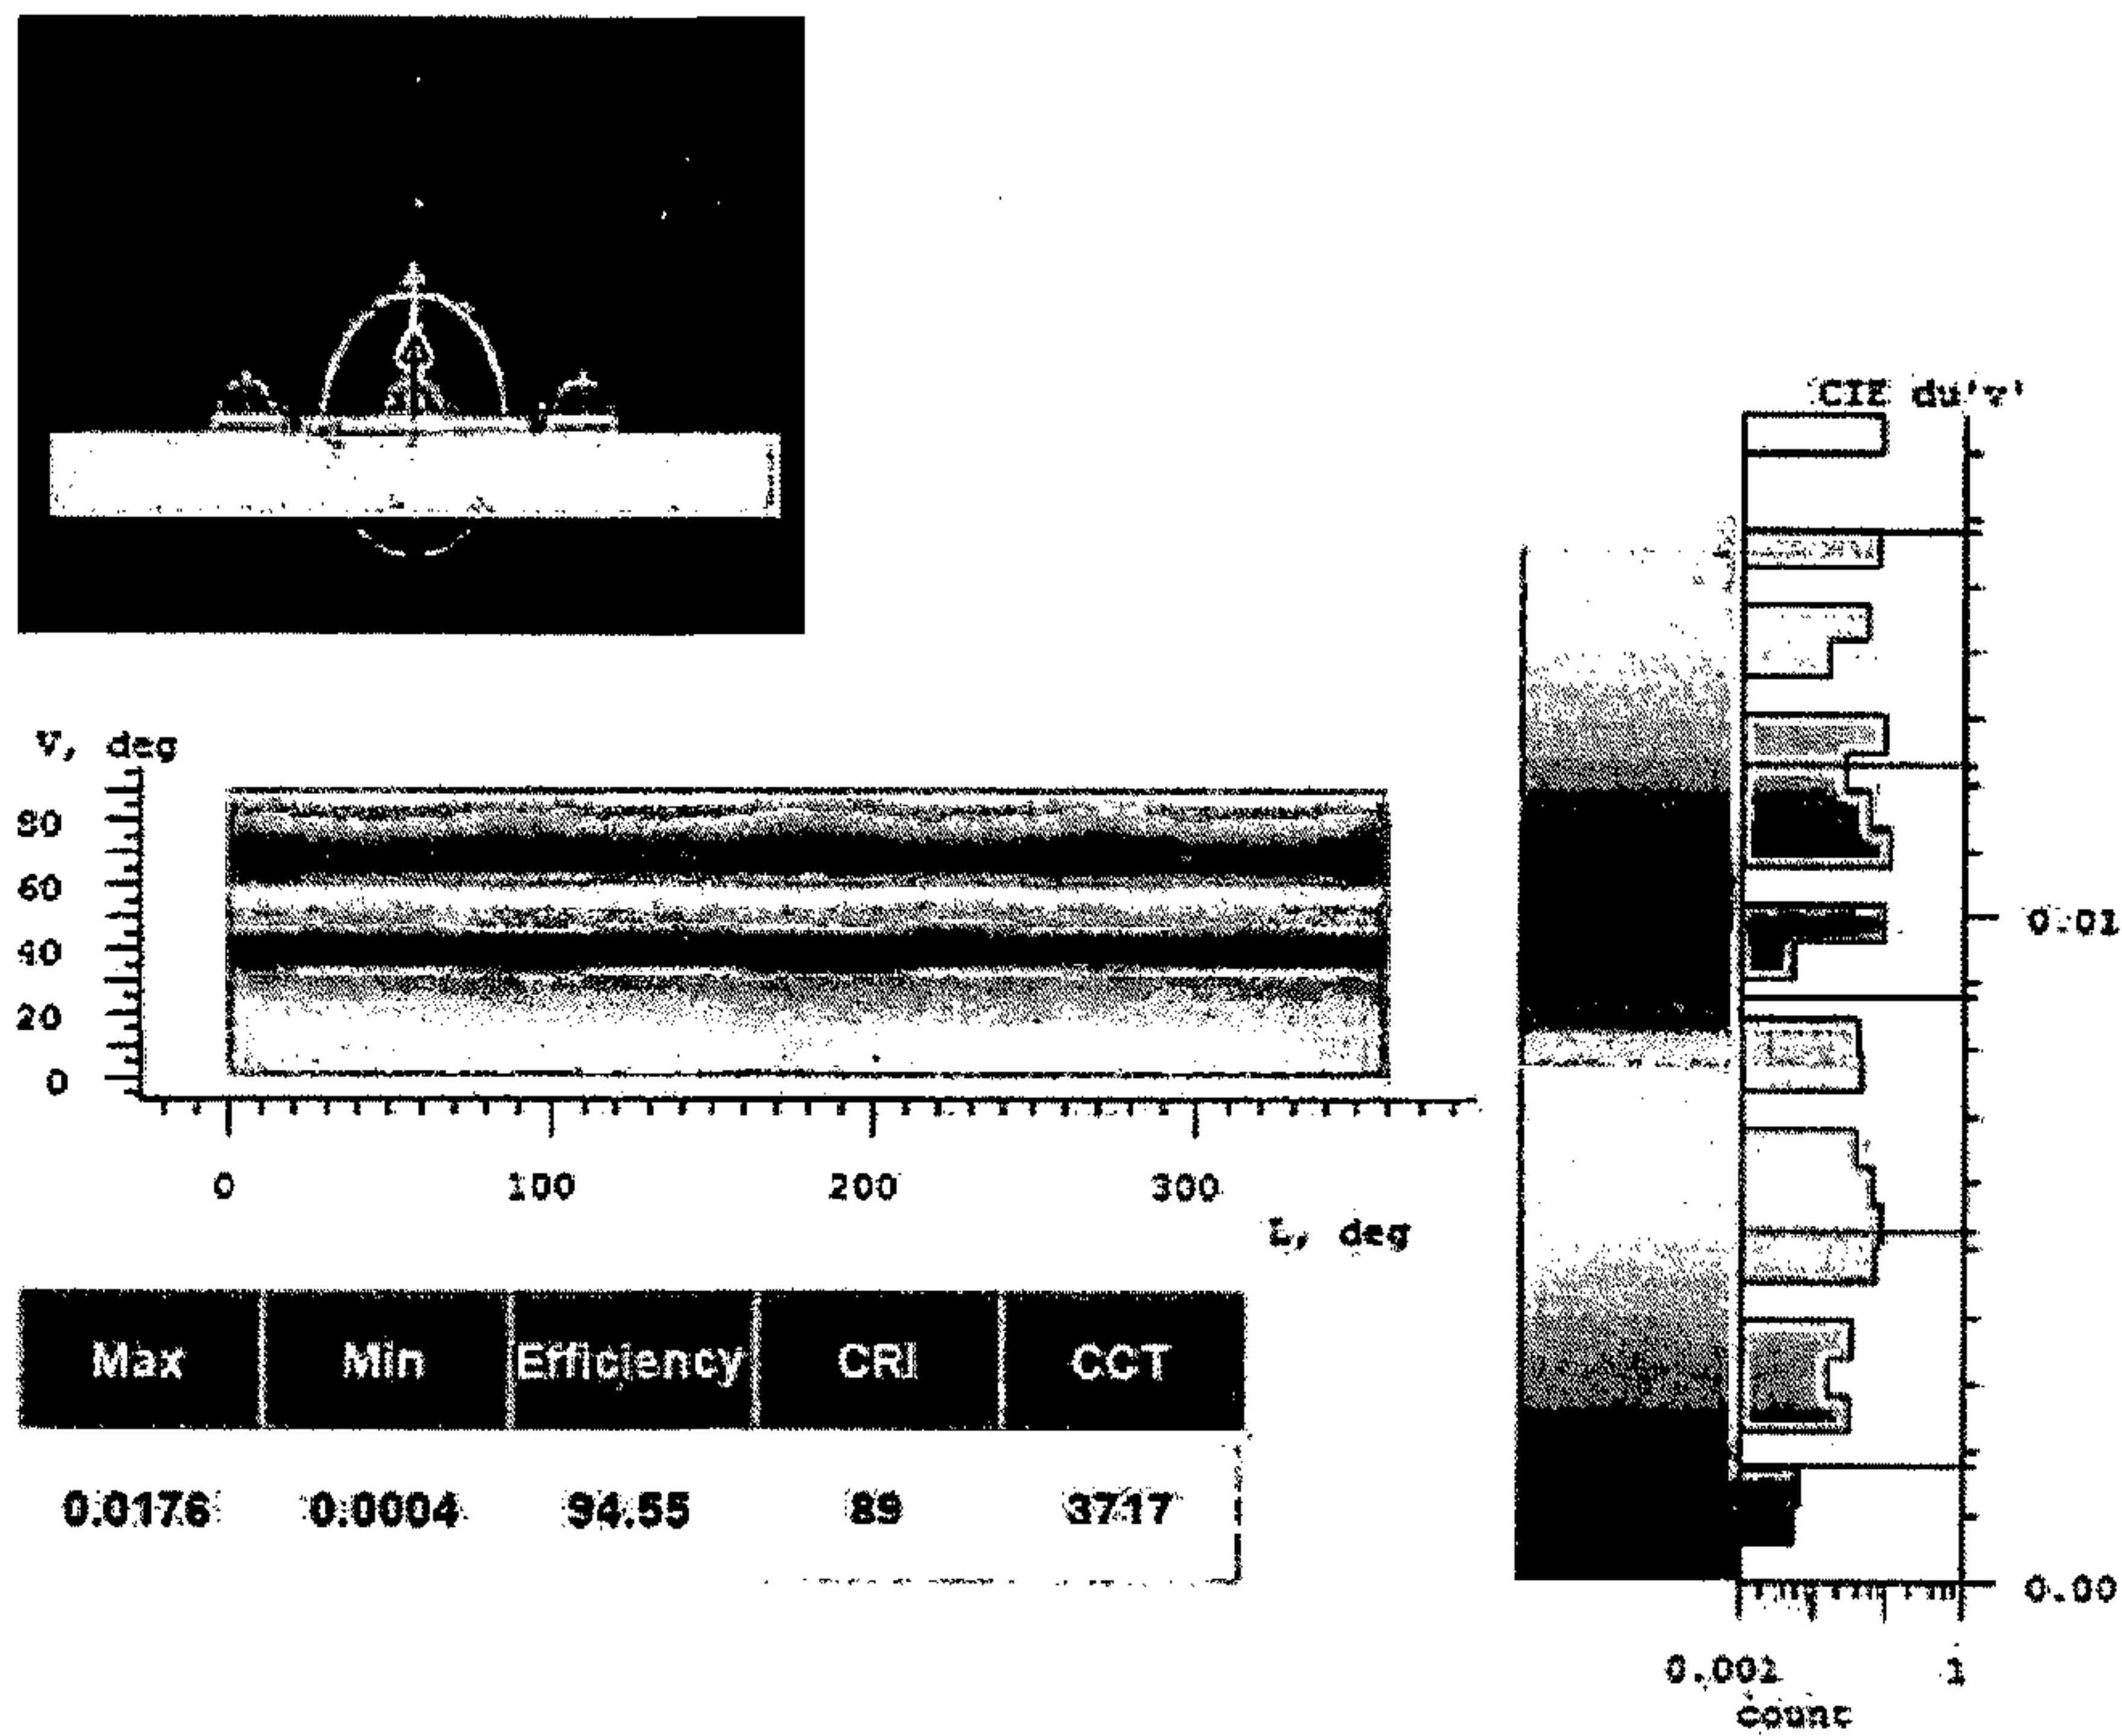 CIE du'v'
V, deg
80
60
40
20
0
0.01
0 100 200 300
L, deg
Max Min Efficiency CRI CCT
0.0176 0.0004 94.55 89 3717
0.00
0.001 1
count